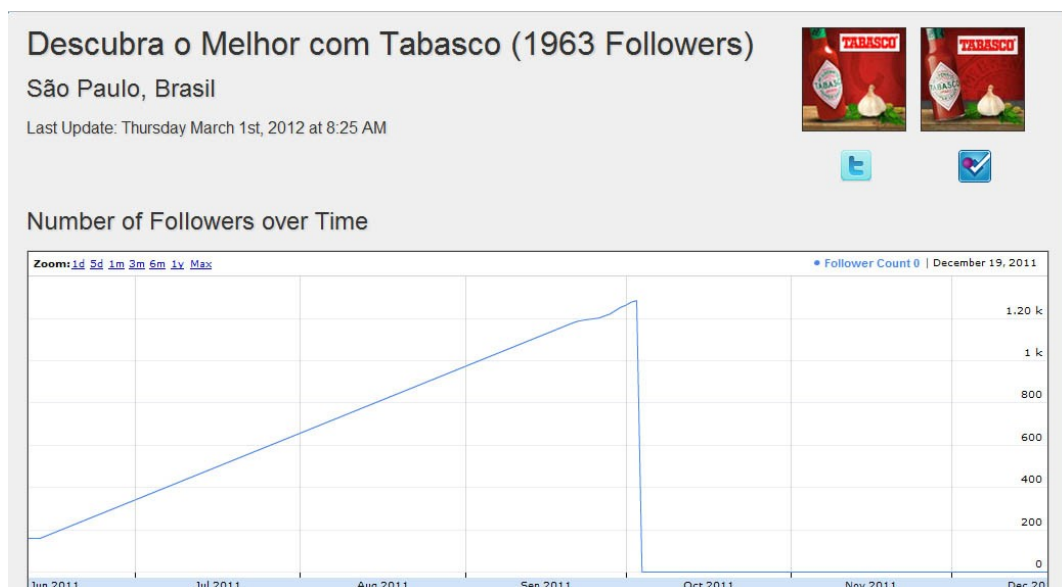 Descubra o Melhor com Tabasco (1963 Followers)
São Paulo, Brasil
Last Update: Thursday March 1st, 2012 at 8:25 AM
TABASCO
TABASCO
Number of Followers over Time
Zoom: 1d 5d 1m 3m 6m 1y Max
Follower Count 0 | December 19, 2011
1.20 k
1 k
800
600
400
200
0
Jun 2011 Jul 2011 Aug 2011 Sep 2011 Oct 2011 Nov 2011 Dec 20